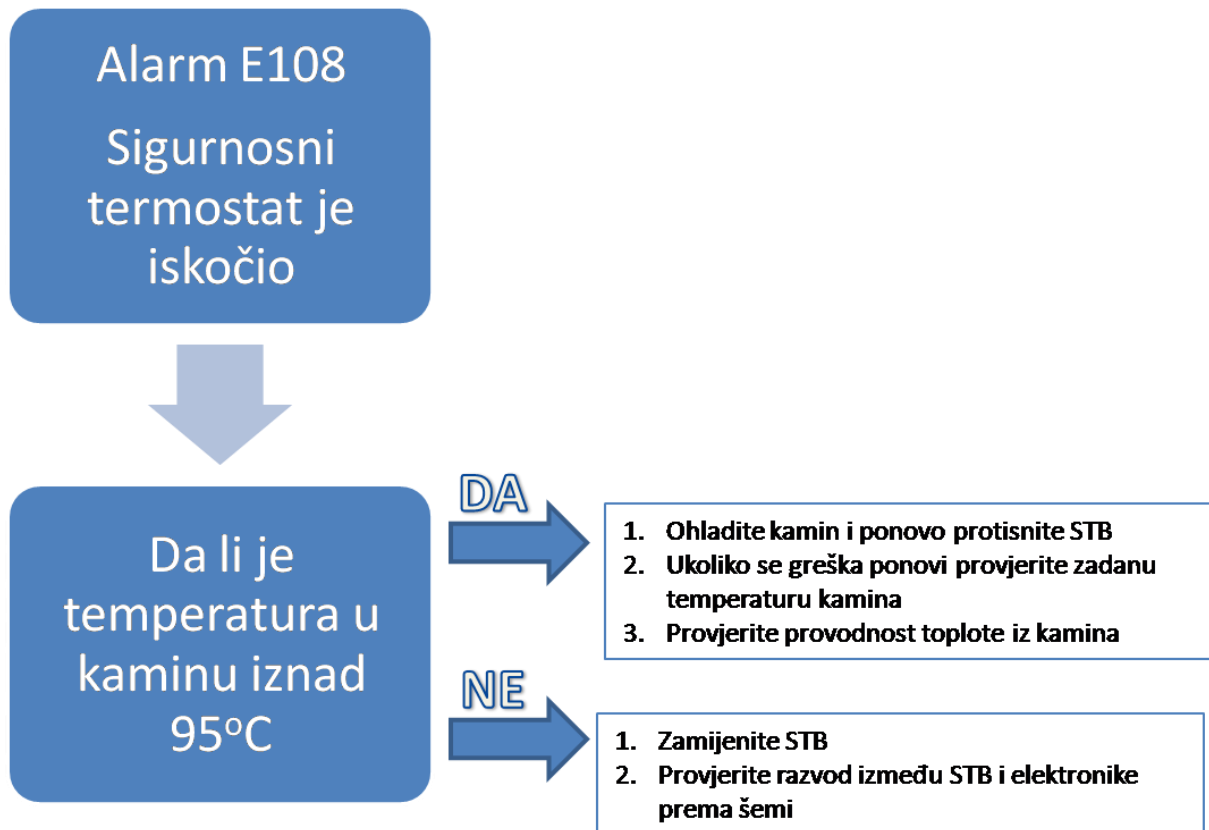 Alarm E108
Sigurnosni
termostat je
iskočio
Da li je
temperatura u
kaminu iznad
95°C
DA
1. Ohladite kamin i ponovo protisnite STB
2. Ukoliko se greška ponovi provjerite zadanu
temperaturu kamina
3. Provjerite provodnost toplote iz kamina
NE
1. Zamijenite STB
2. Provjerite razvod između STB i elektronike
prema šemi